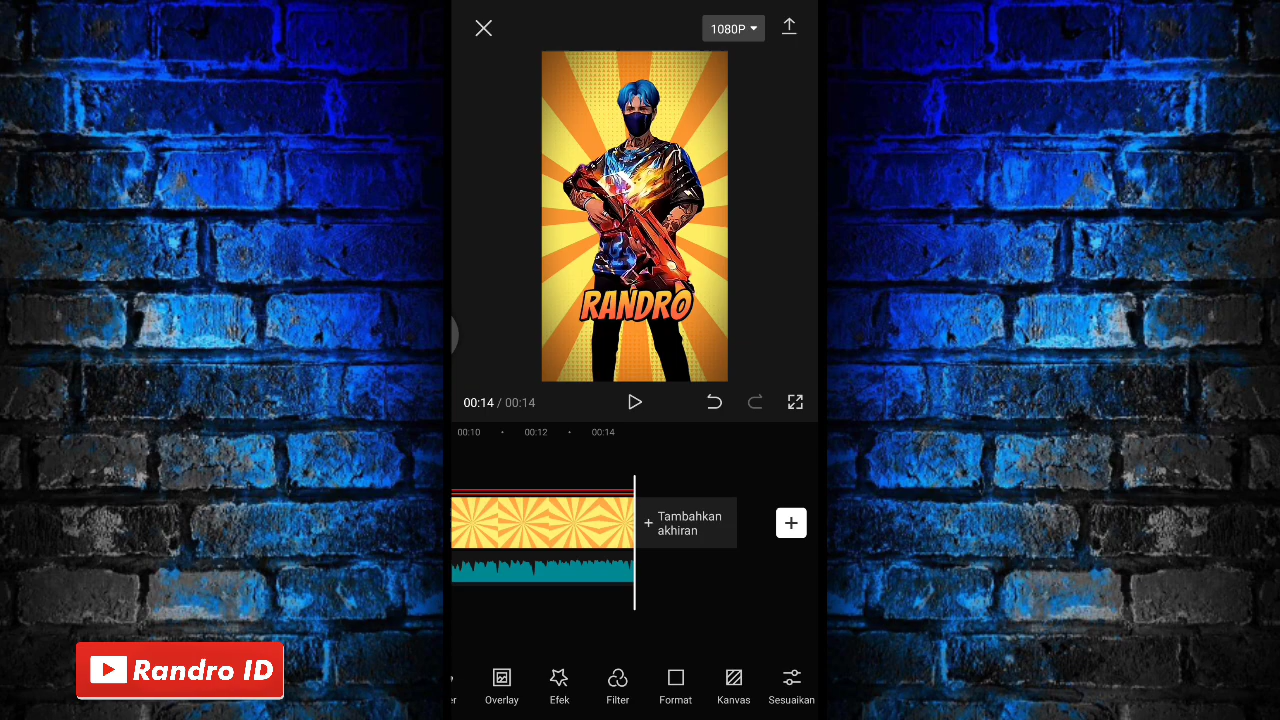 1080P
RANDRO
00:14 / 00:14
00:10
00:12
00:14
+ Tambahkan
akhiran
Randro ID
er
Overlay
Efek
Filter
Format
Kanvas
Sesuaikan